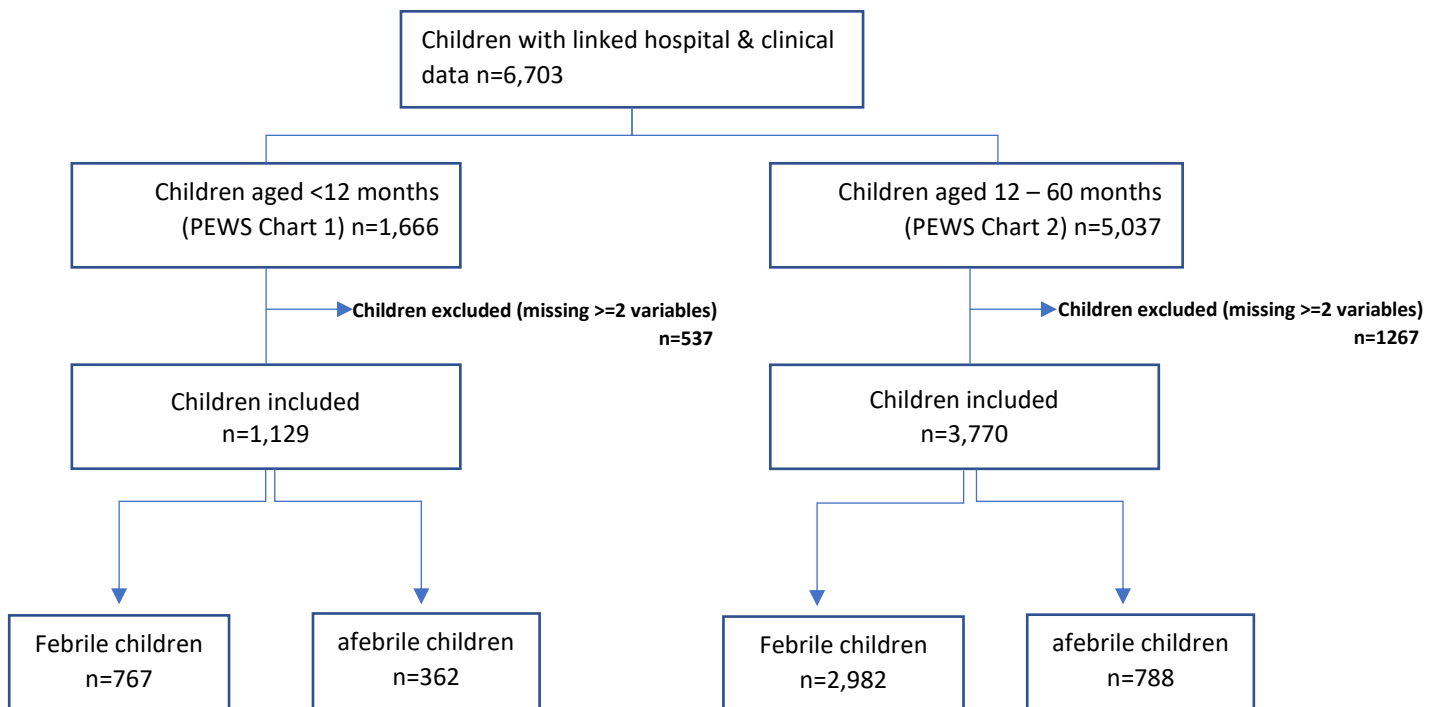 Children with linked hospital & clinical
data n=6,703
Children aged <12 months
(PEWS Chart 1) n=1,666
Children aged 12 – 60 months
(PEWS Chart 2) n=5,037
Children excluded (missing >=2 variables)
n=537
Children excluded (missing >=2 variables)
n=1267
Children included
n=1,129
Children included
n=3,770
Febrile children
n=767
afebrile children
n=362
Febrile children
n=2,982
afebrile children
n=788